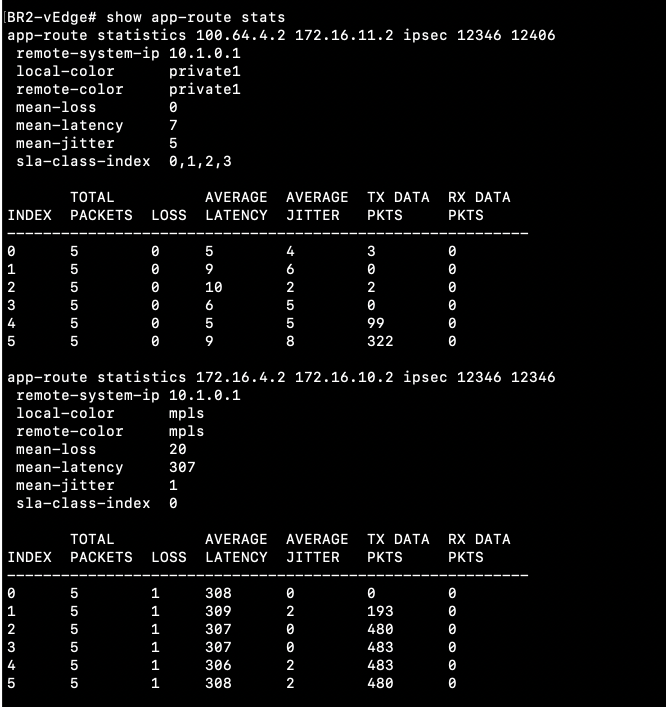 [BR2-vEdge# show app-route stats
app-route statistics 100.64.4.2 172.16.11.2 ipsec 12346 12406
 remote-system-ip 10.1.0.1
 local-color      private1
 remote-color     private1
 mean-loss        0
 mean-latency     7
 mean-jitter      5
 sla-class-index  0,1,2,3

       TOTAL          AVERAGE  AVERAGE  TX DATA  RX DATA
INDEX  PACKETS  LOSS  LATENCY  JITTER   PKTS     PKTS
----------------------------------------------------------
0      5        0     5        4        3        0
1      5        0     9        6        0        0
2      5        0     10       2        2        0
3      5        0     6        5        0        0
4      5        0     5        5        99       0
5      5        0     9        8        322      0

app-route statistics 172.16.4.2 172.16.10.2 ipsec 12346 12346
 remote-system-ip 10.1.0.1
 local-color      mpls
 remote-color     mpls
 mean-loss        20
 mean-latency     307
 mean-jitter      1
 sla-class-index  0

       TOTAL          AVERAGE  AVERAGE  TX DATA  RX DATA
INDEX  PACKETS  LOSS  LATENCY  JITTER   PKTS     PKTS
----------------------------------------------------------
0      5        1     308      0        0        0
1      5        1     309      2        193      0
2      5        1     307      0        480      0
3      5        1     307      0        483      0
4      5        1     306      2        483      0
5      5        1     308      2        480      0